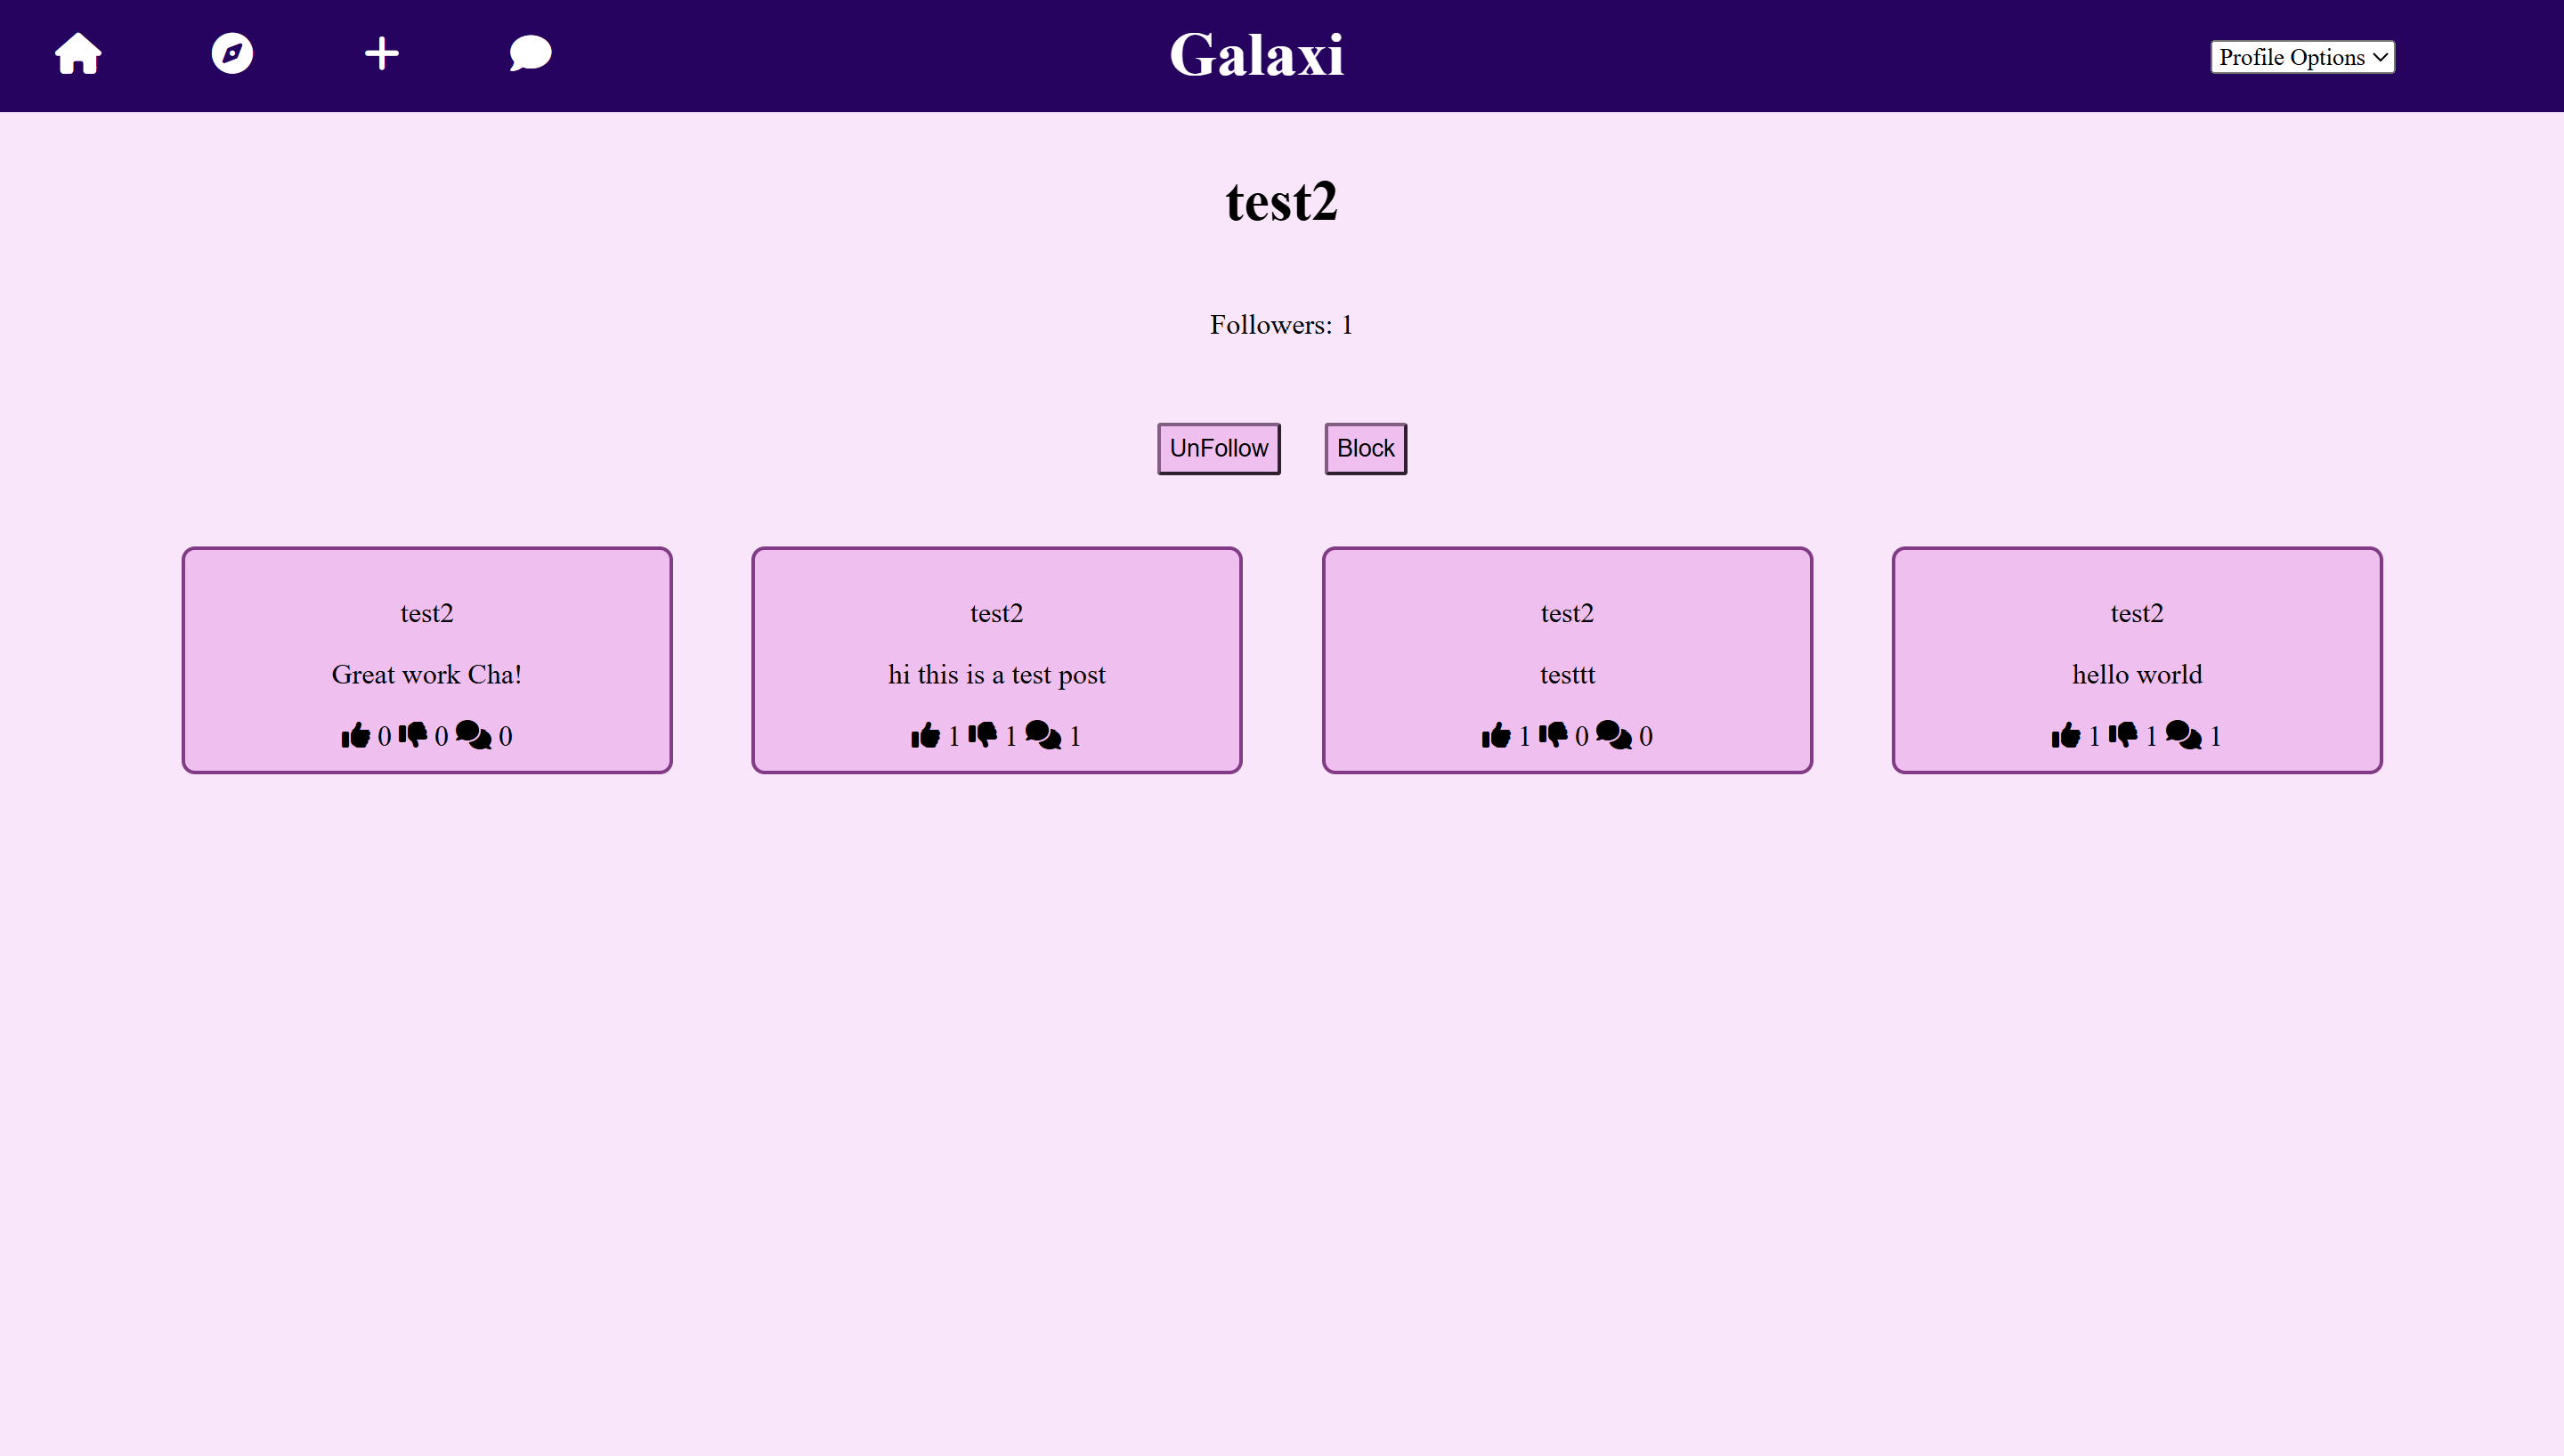 Galaxi
Profile Options
test2
Followers: 1
UnFollow
Block
test2
Great work Cha!
0 0 0
test2
hi this is a test post
1 1 1
test2
testtt
1 0 0
test2
hello world
1 1 1